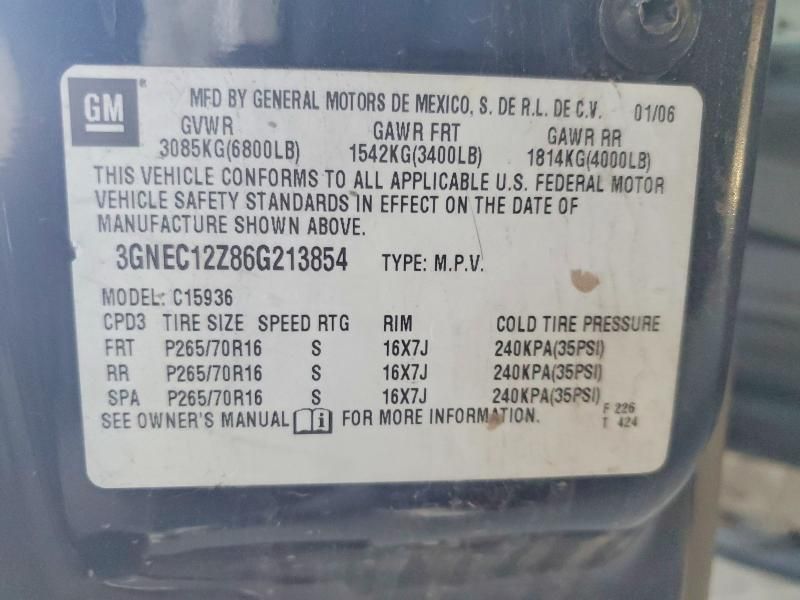 GM ® MFD BY GENERAL MOTORS DE MEXICO, S. DE R.L. DE C.V. 01/06
GVWR GAWR FRT GAWR RR
3085KG(6800LB) 1542KG(3400LB) 1814KG(4000LB)
THIS VEHICLE CONFORMS TO ALL APPLICABLE U.S. FEDERAL MOTOR
VEHICLE SAFETY STANDARDS IN EFFECT ON THE DATE OF
MANUFACTURE SHOWN ABOVE.
3GNEC12Z86G213854 TYPE: M.P.V.
MODEL: C15936
CPD3 TIRE SIZE SPEED RTG RIM COLD TIRE PRESSURE
FRT P265/70R16 S 16X7J 240KPA(35PSI)
RR P265/70R16 S 16X7J 240KPA(35PSI)
SPA P265/70R16 S 16X7J 240KPA(35PSI)
SEE OWNER'S MANUAL i FOR MORE INFORMATION.
F 226
T 424